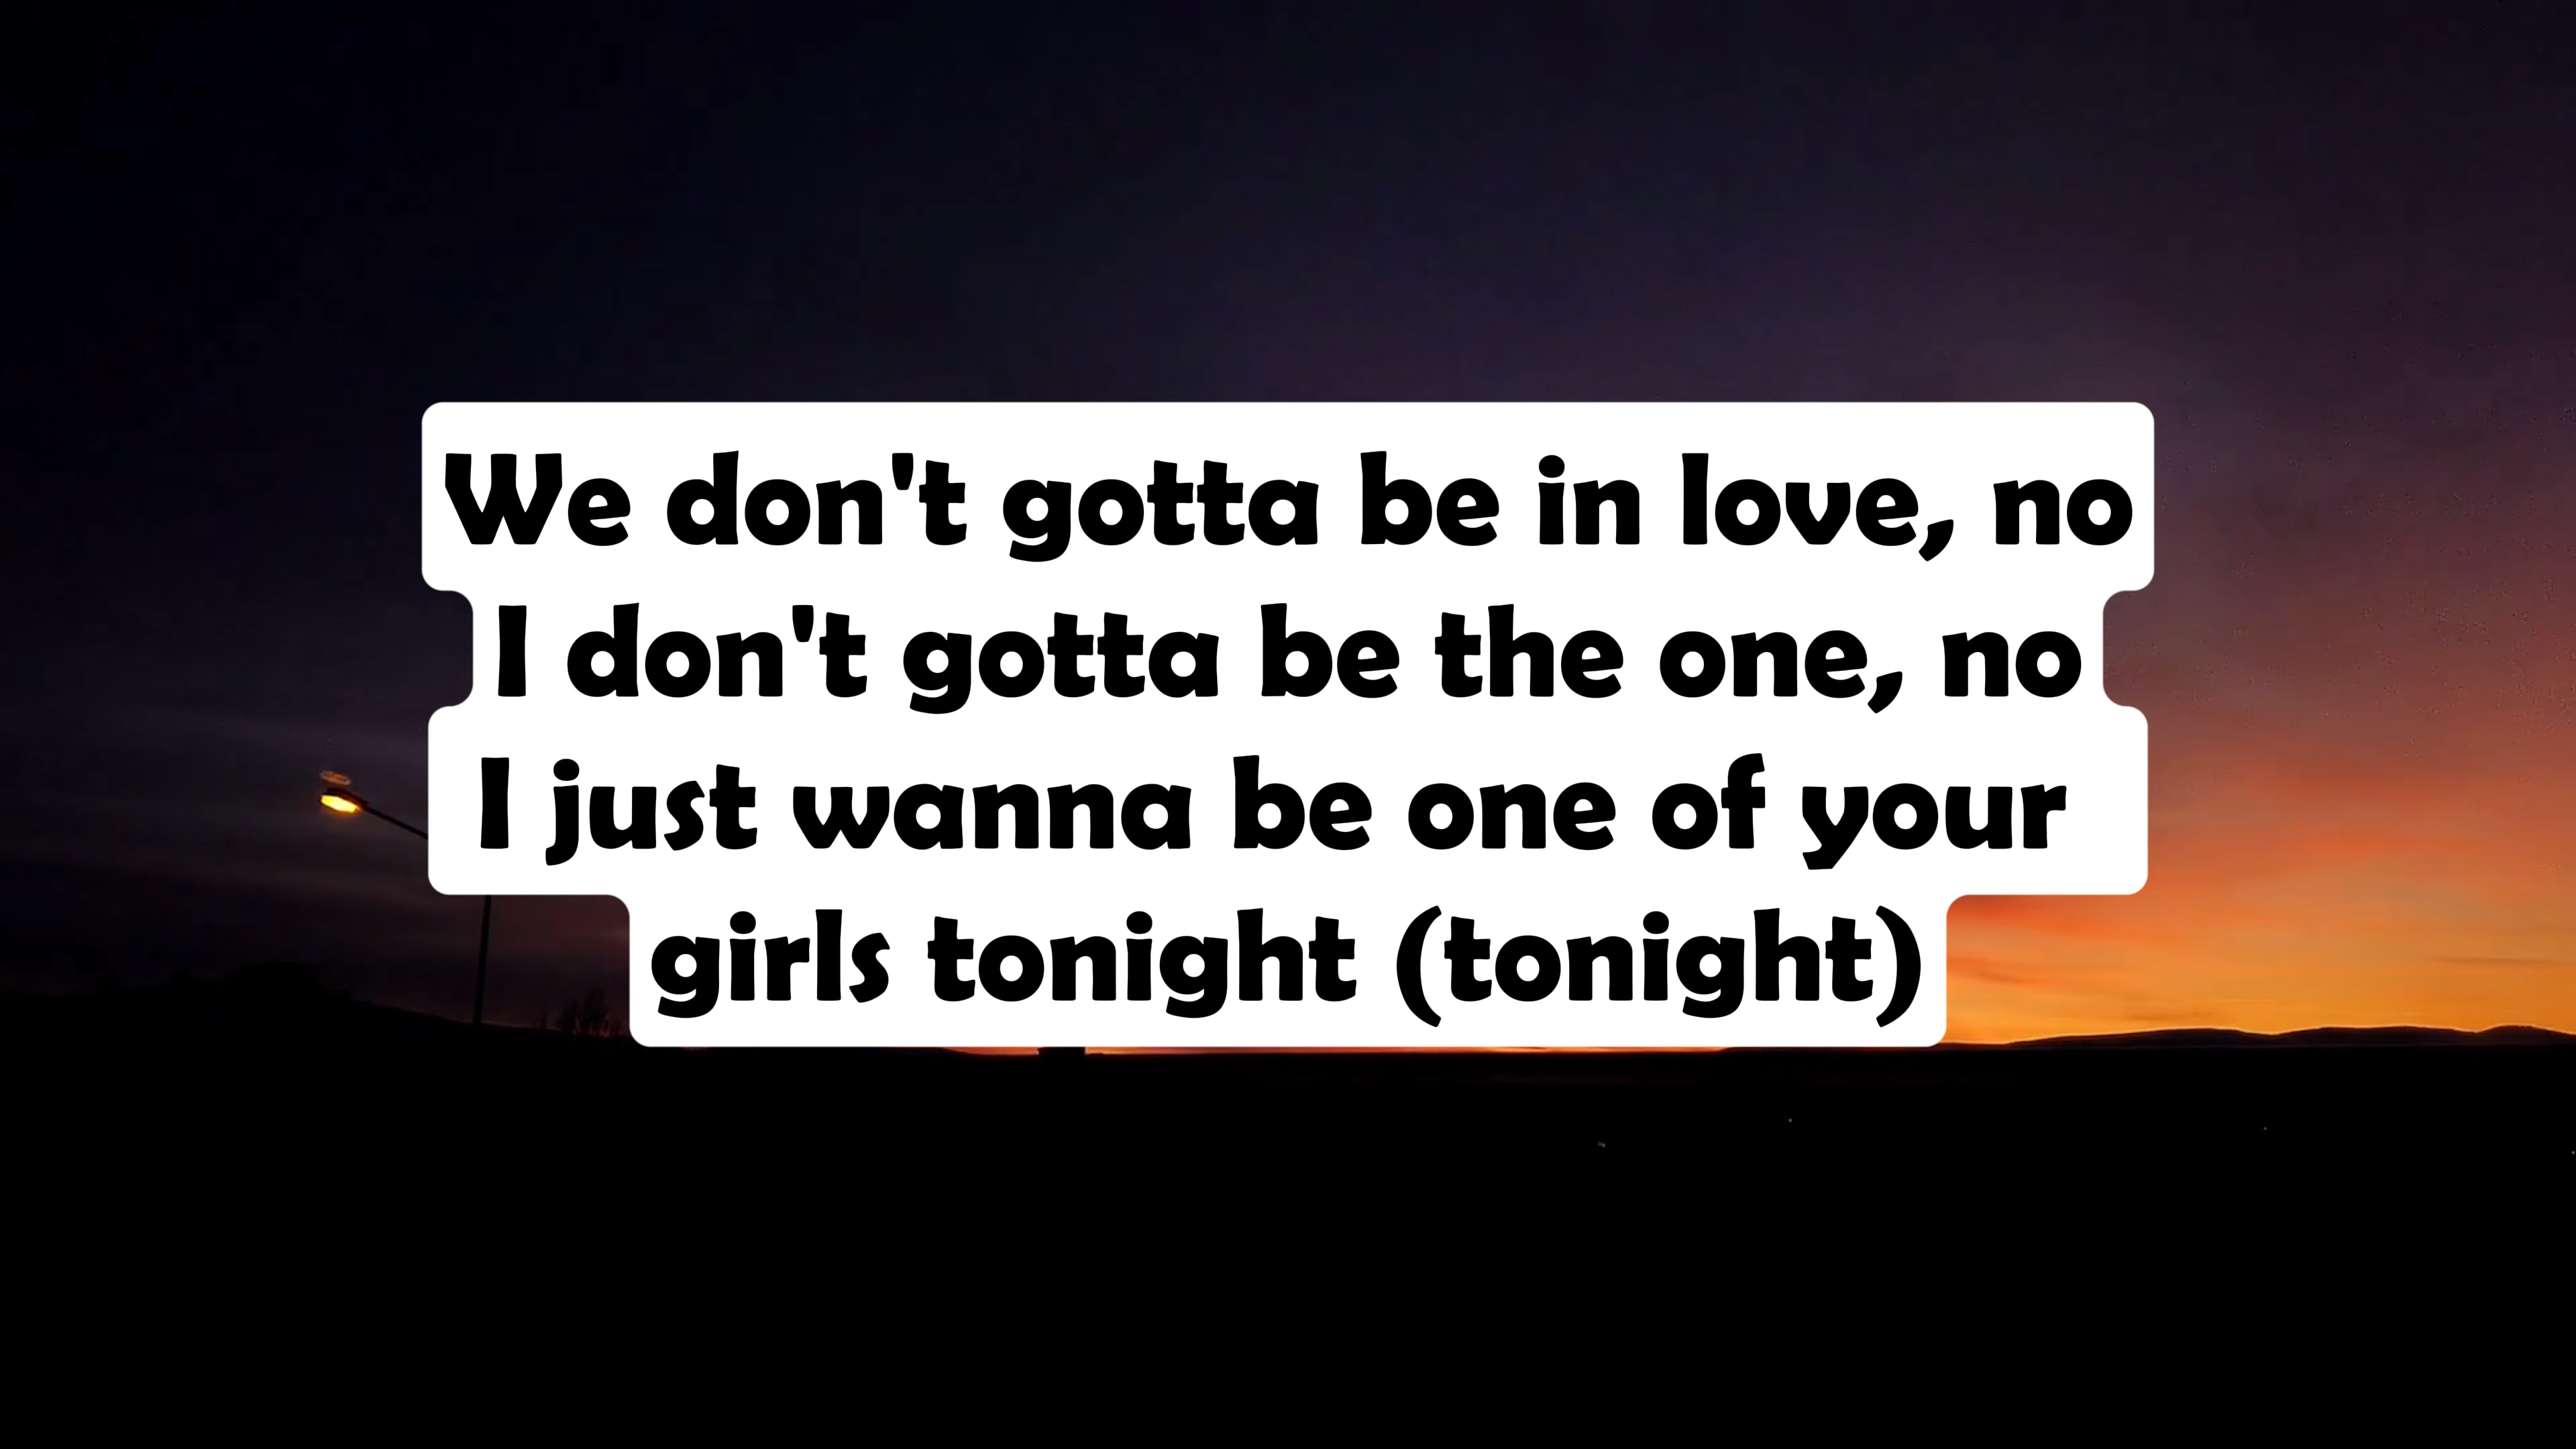 We don't gotta be in love, no
I don't gotta be the one, no
I just wanna be one of your
girls tonight (tonight)